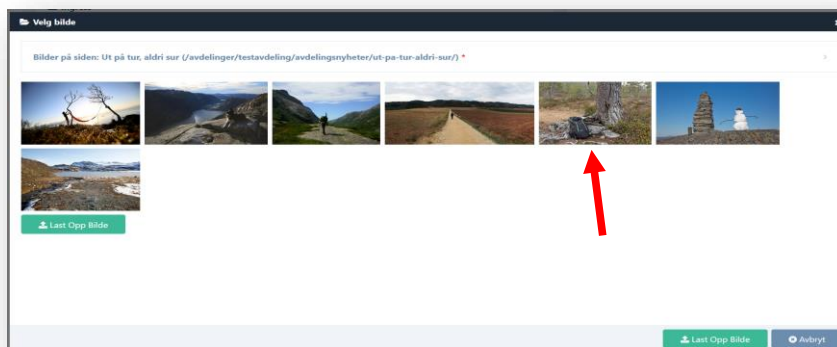 Velg bilde
Bilder på siden: Ut på tur, aldri sur (/avdelinger/testavdeling/avdelingsnyheter/ut-pa-tur-aldri-sur/) *
Last Opp Bilde
Last Opp Bilde
Avbryt